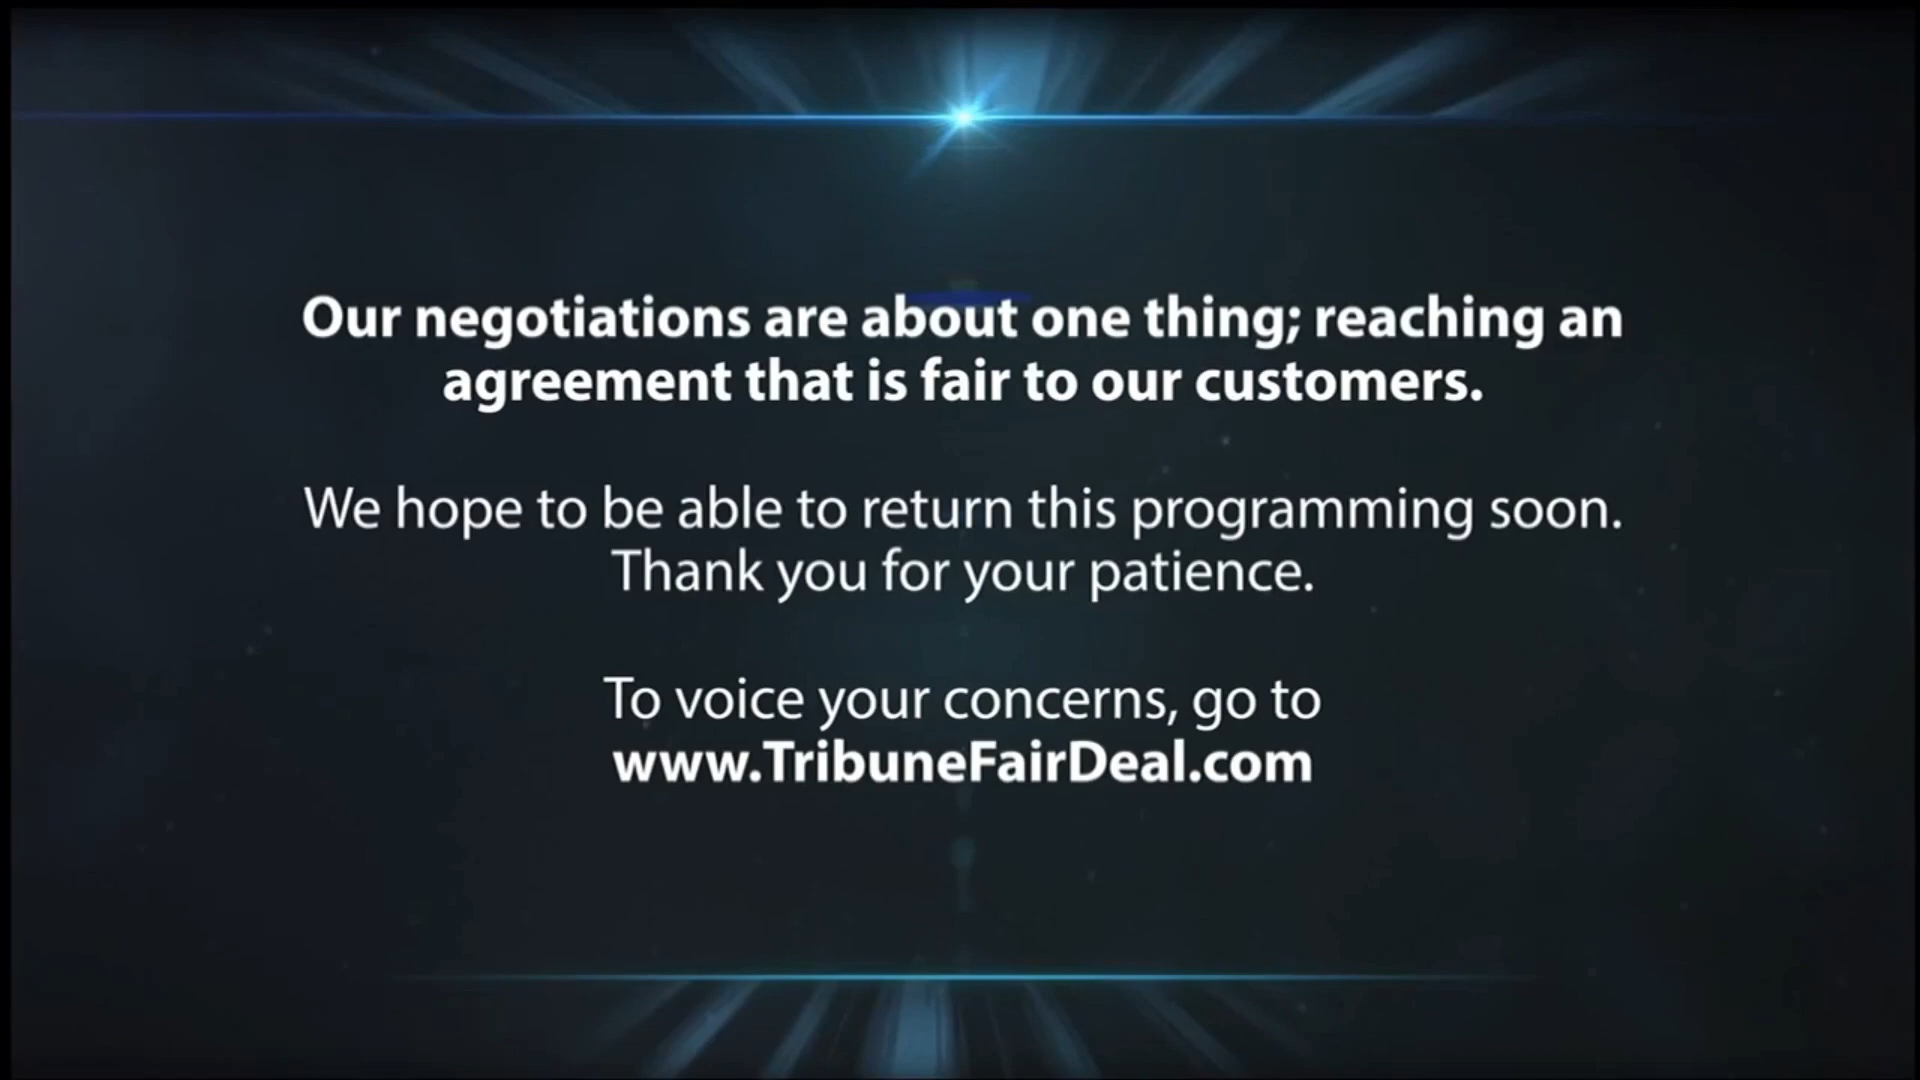 Our negotiations are about one thing; reaching an
agreement that is fair to our customers.
We hope to be able to return this programming soon.
Thank you for your patience.
To voice your concerns, go to
www.TribuneFairDeal.com